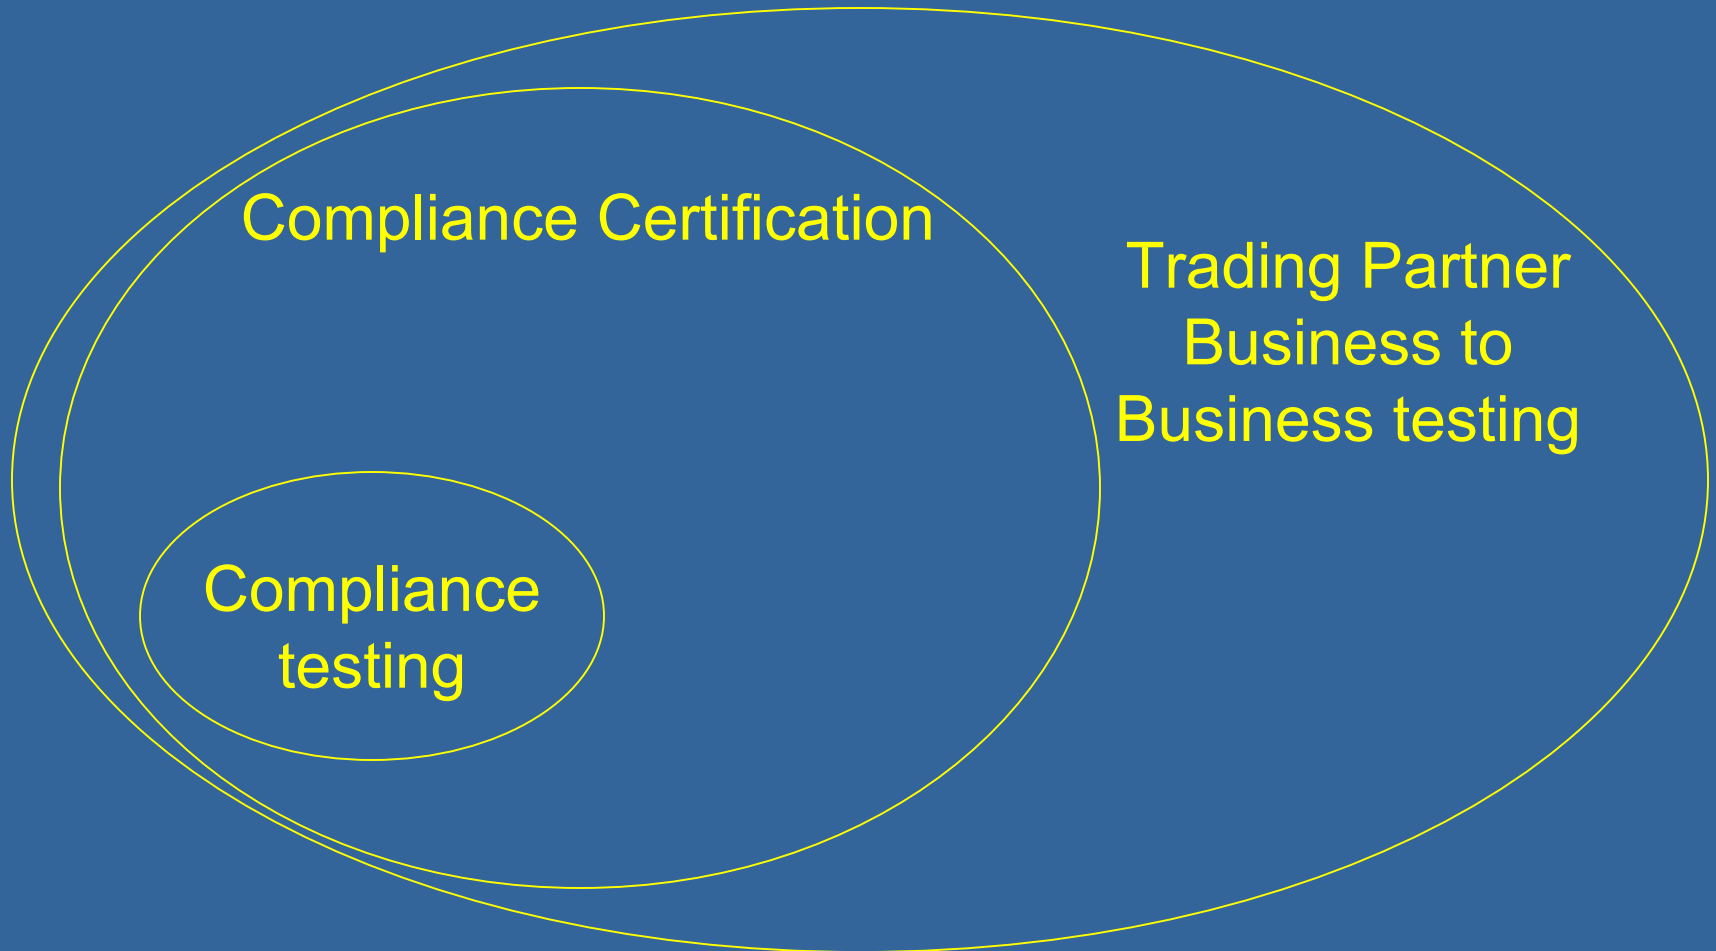 Compliance Certification
Trading Partner
Business to
Business testing
Compliance
testing